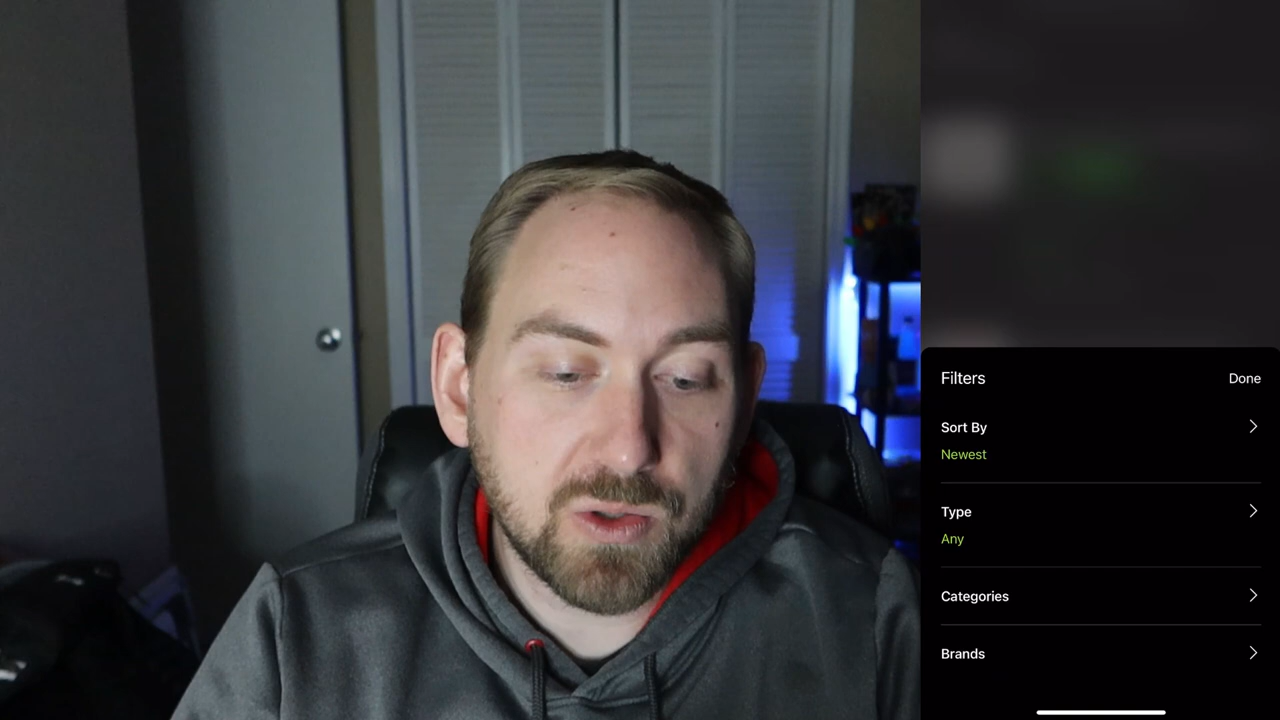 Filters
Done
Sort By
Newest
Type
Any
Categories
Brands